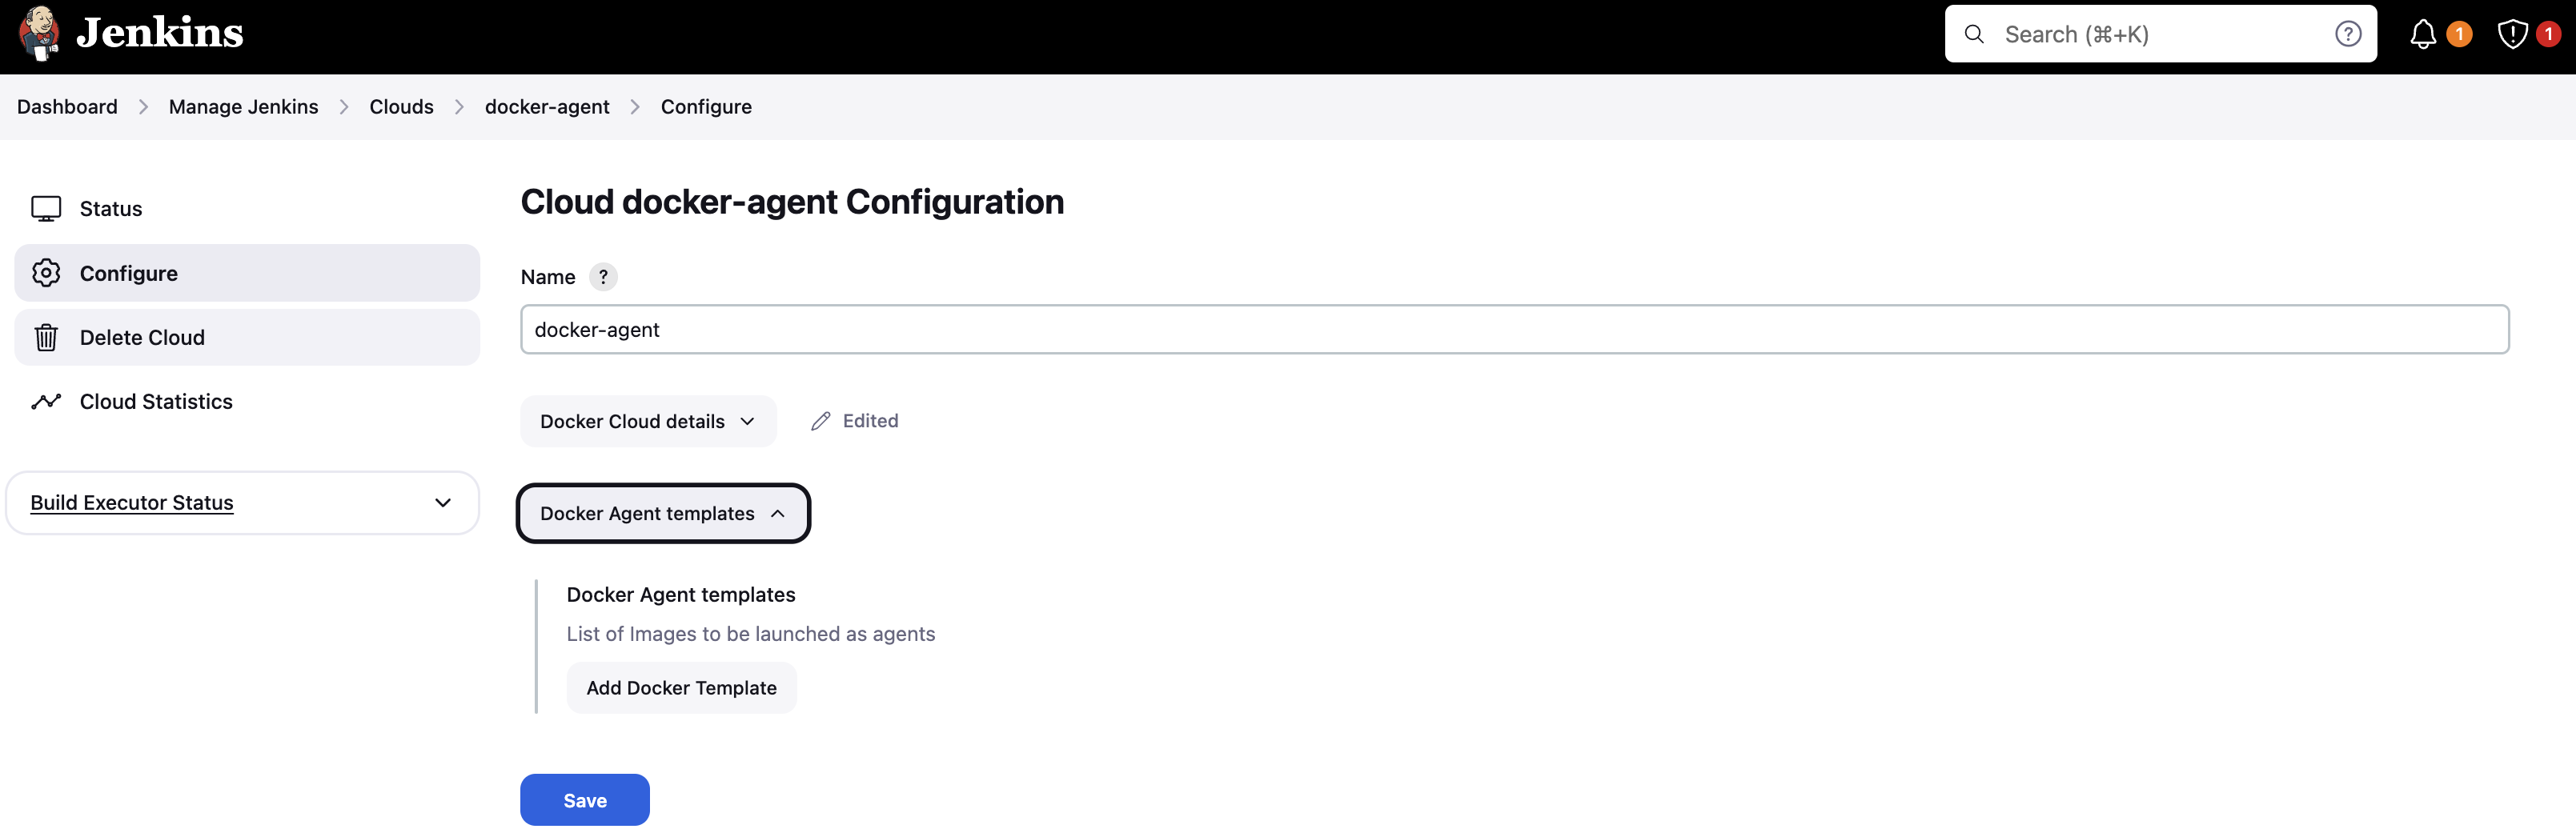 Jenkins
Search (⌘+K)
?
1
1
Dashboard
Manage Jenkins
Clouds
docker-agent
Configure
Status
Configure
Delete Cloud
Cloud Statistics
Build Executor Status
Cloud docker-agent Configuration
Name ?
docker-agent
Docker Cloud details
Edited
Docker Agent templates
Docker Agent templates
List of Images to be launched as agents
Add Docker Template
Save